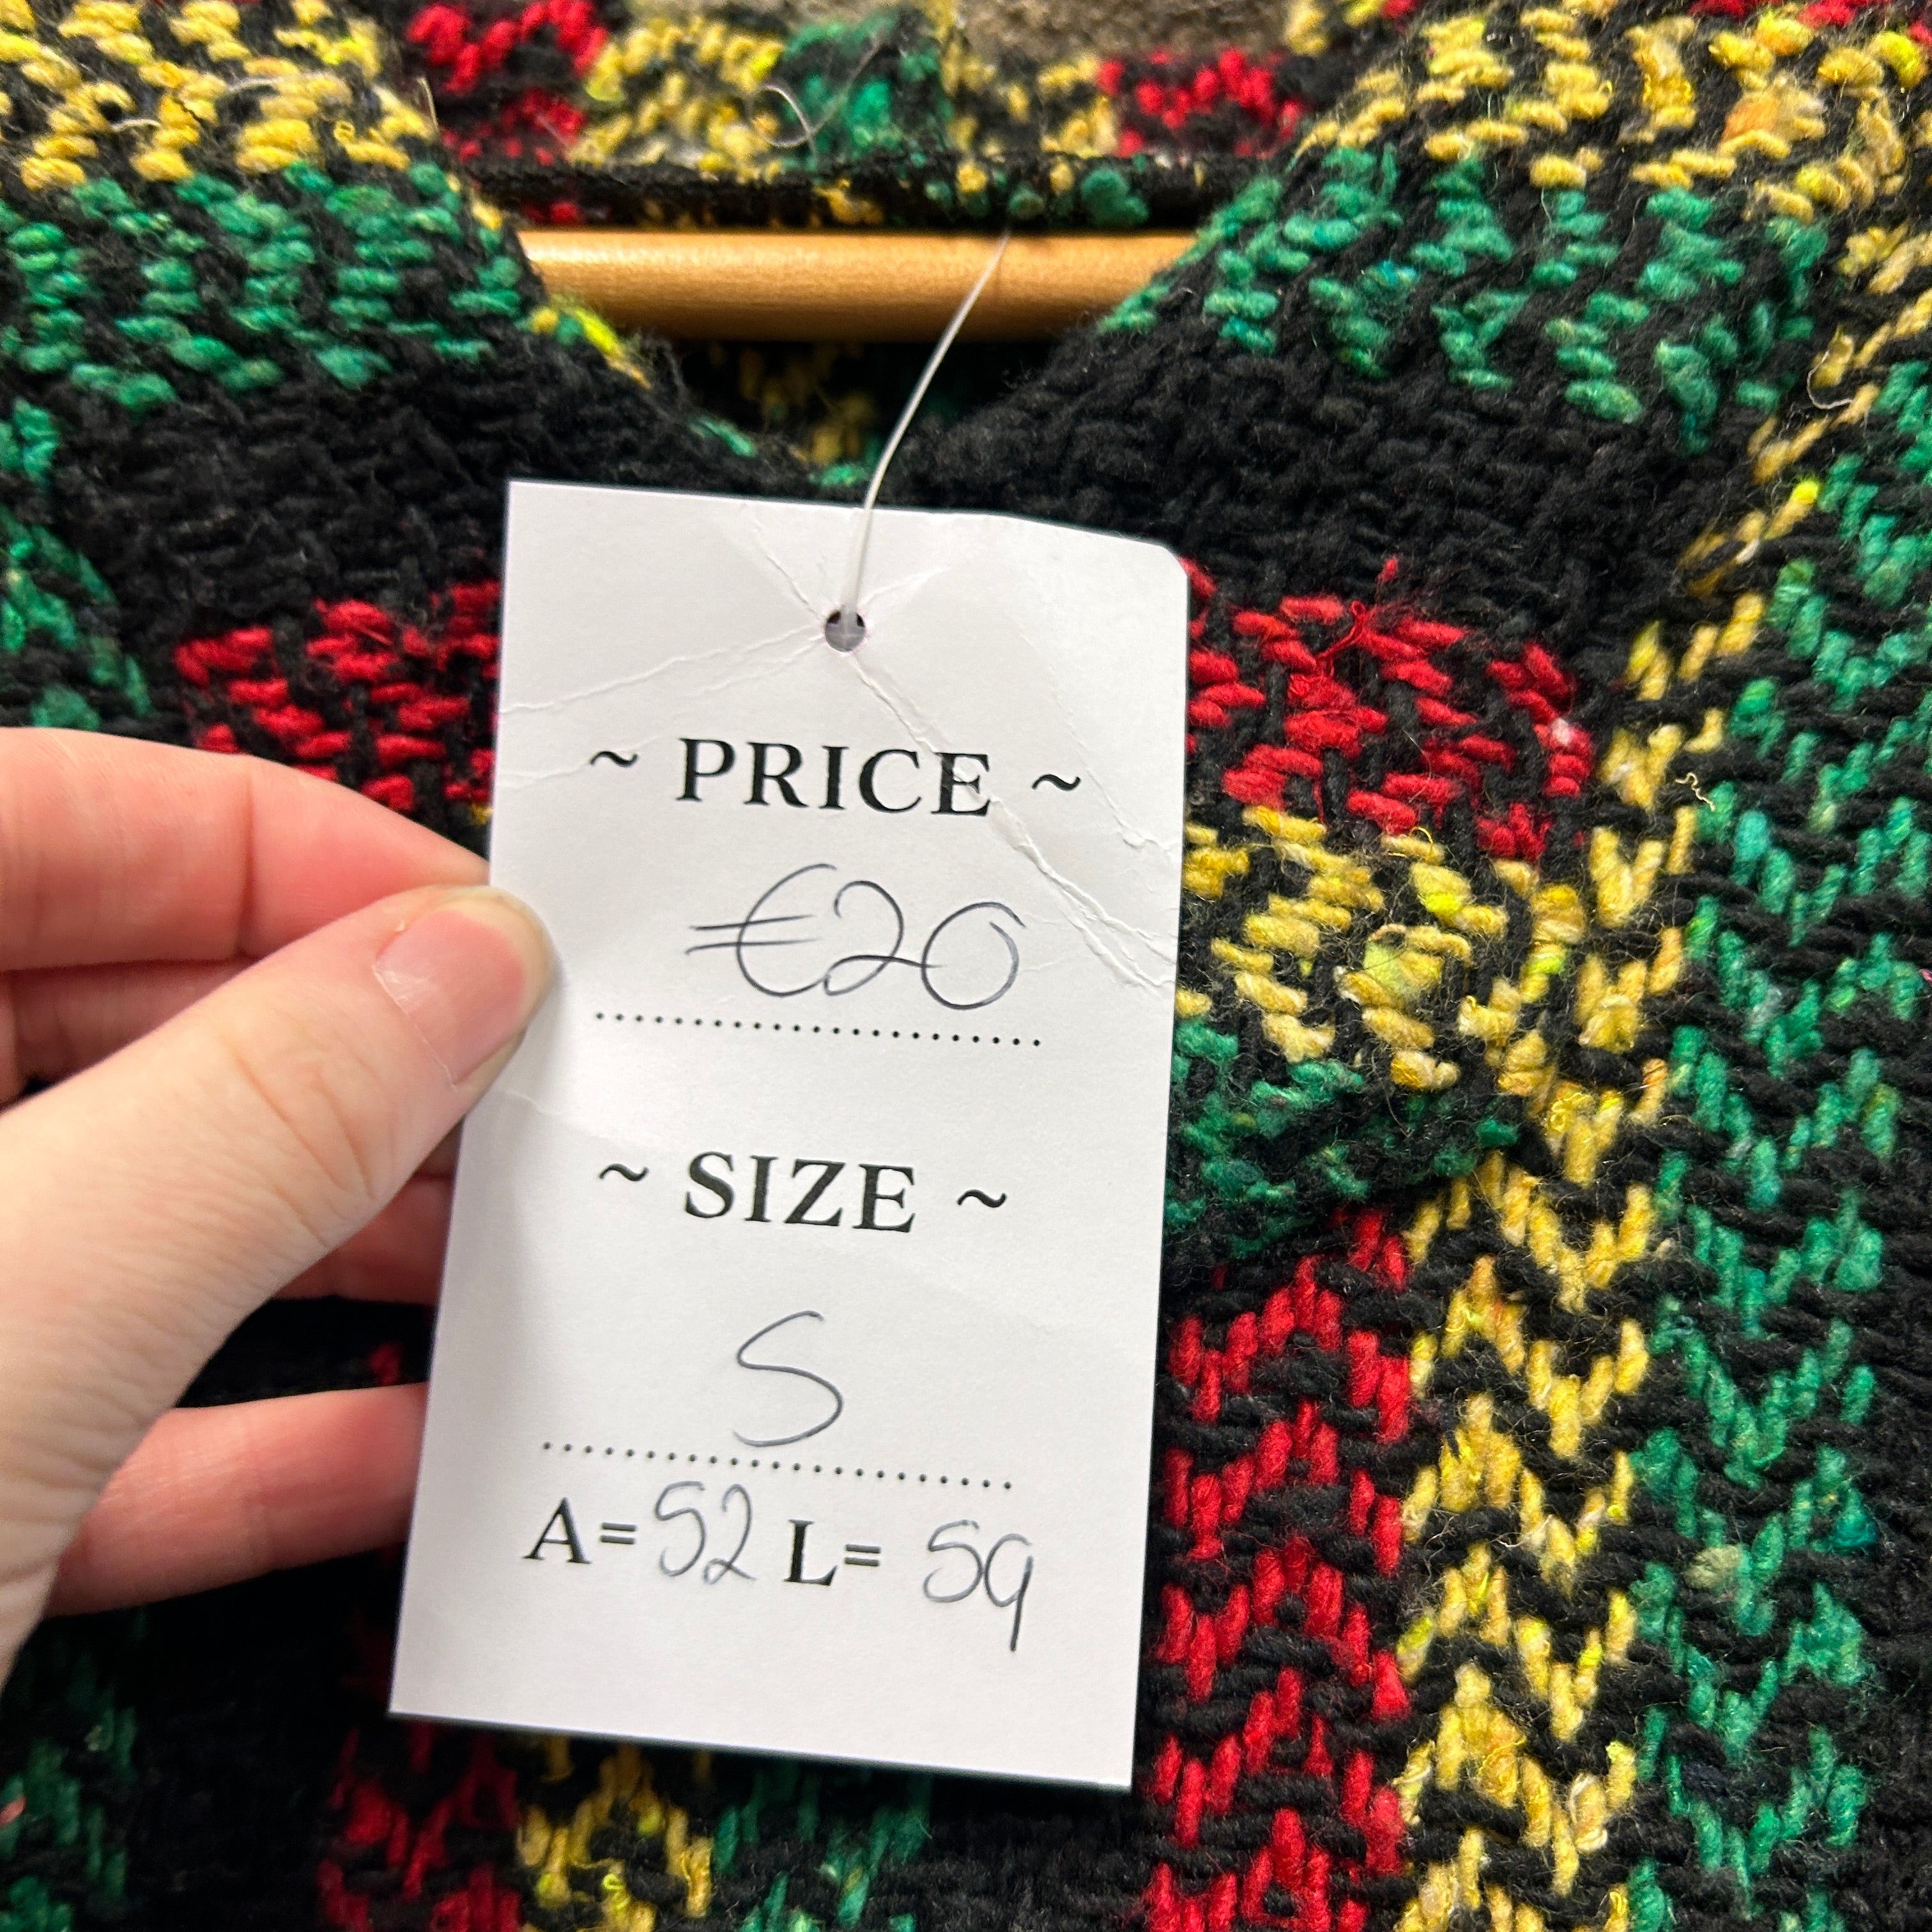 ~ PRICE ~
€20
~ SIZE ~
S
A= 52 L= 59